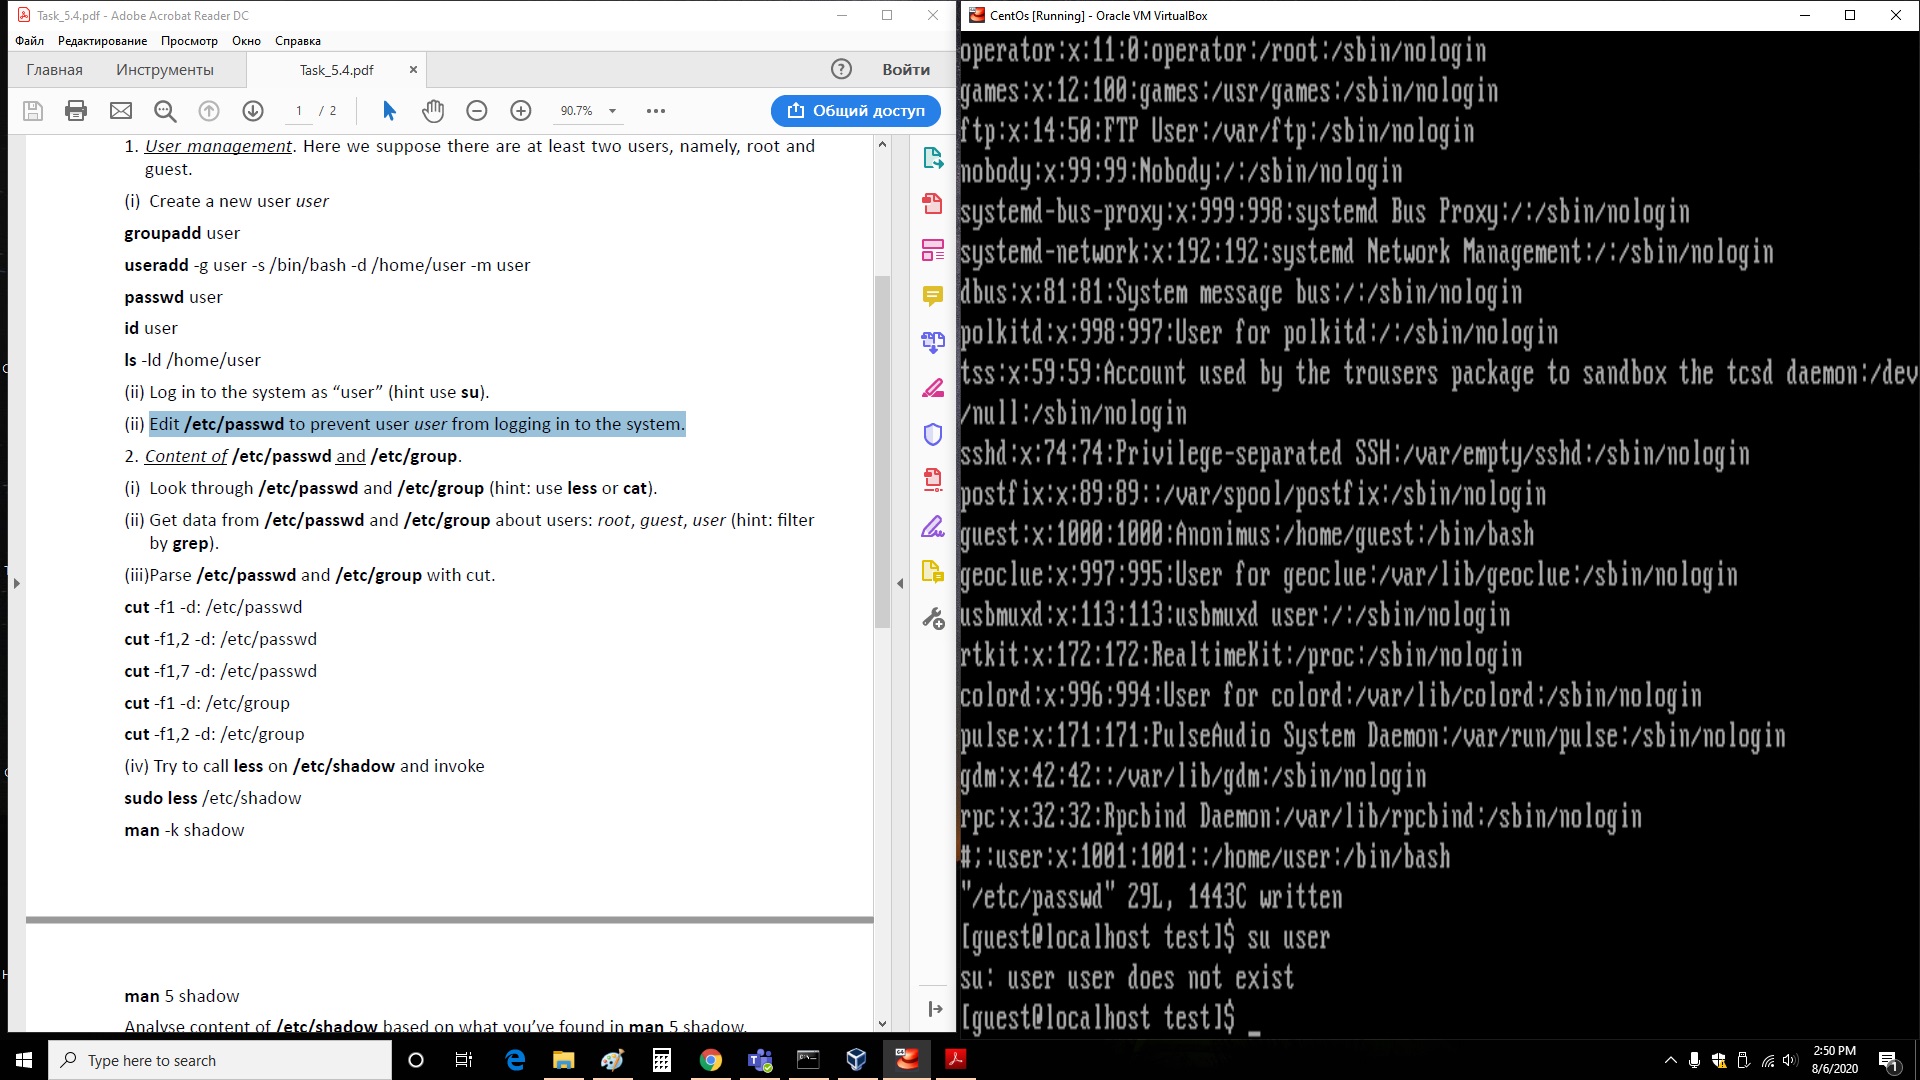 Task_5.4.pdf - Adobe Acrobat Reader DC
Файл Редактирование Просмотр Окно Справка
Главная Инструменты Task_5.4.pdf × ? Войти
1 / 2 90.7% Общий доступ
1. User management. Here we suppose there are at least two users, namely, root and
guest.
(i) Create a new user user
groupadd user
useradd -g user -s /bin/bash -d /home/user -m user
passwd user
id user
ls -ld /home/user
(ii) Log in to the system as “user” (hint use su).
(ii) Edit /etc/passwd to prevent user user from logging in to the system.
2. Content of /etc/passwd and /etc/group.
(i) Look through /etc/passwd and /etc/group (hint: use less or cat).
(ii) Get data from /etc/passwd and /etc/group about users: root, guest, user (hint: filter
by grep).
(iii)Parse /etc/passwd and /etc/group with cut.
cut -f1 -d: /etc/passwd
cut -f1,2 -d: /etc/passwd
cut -f1,7 -d: /etc/passwd
cut -f1 -d: /etc/group
cut -f1,2 -d: /etc/group
(iv) Try to call less on /etc/shadow and invoke
sudo less /etc/shadow
man -k shadow
man 5 shadow
Analyse content of /etc/shadow based on what you’ve found in man 5 shadow.
CentOs [Running] - Oracle VM VirtualBox
operator:x:11:0:operator:/root:/sbin/nologin
games:x:12:100:games:/usr/games:/sbin/nologin
ftp:x:14:50:FTP User:/var/ftp:/sbin/nologin
nobody:x:99:99:Nobody:/:/sbin/nologin
systemd-bus-proxy:x:999:998:systemd Bus Proxy:/:/sbin/nologin
systemd-network:x:192:192:systemd Network Management:/:/sbin/nologin
dbus:x:81:81:System message bus:/:/sbin/nologin
polkitd:x:998:997:User for polkitd:/:/sbin/nologin
tss:x:59:59:Account used by the trousers package to sandbox the tcsd daemon:/dev
/null:/sbin/nologin
sshd:x:74:74:Privilege-separated SSH:/var/empty/sshd:/sbin/nologin
postfix:x:89:89::/var/spool/postfix:/sbin/nologin
guest:x:1000:1000:Anonimus:/home/guest:/bin/bash
geoclue:x:997:995:User for geoclue:/var/lib/geoclue:/sbin/nologin
usbmuxd:x:113:113:usbmuxd user:/:/sbin/nologin
rtkit:x:172:172:RealtimeKit:/proc:/sbin/nologin
colord:x:996:994:User for colord:/var/lib/colord:/sbin/nologin
pulse:x:171:171:PulseAudio System Daemon:/var/run/pulse:/sbin/nologin
gdm:x:42:42::/var/lib/gdm:/sbin/nologin
rpc:x:32:32:Rpcbind Daemon:/var/lib/rpcbind:/sbin/nologin
#;:user:x:1001:1001::/home/user:/bin/bash
"/etc/passwd" 29L, 1443C written
[guest@localhost test]$ su user
su: user user does not exist
[guest@localhost test]$ _
Type here to search
2:50 PM
8/6/2020
1